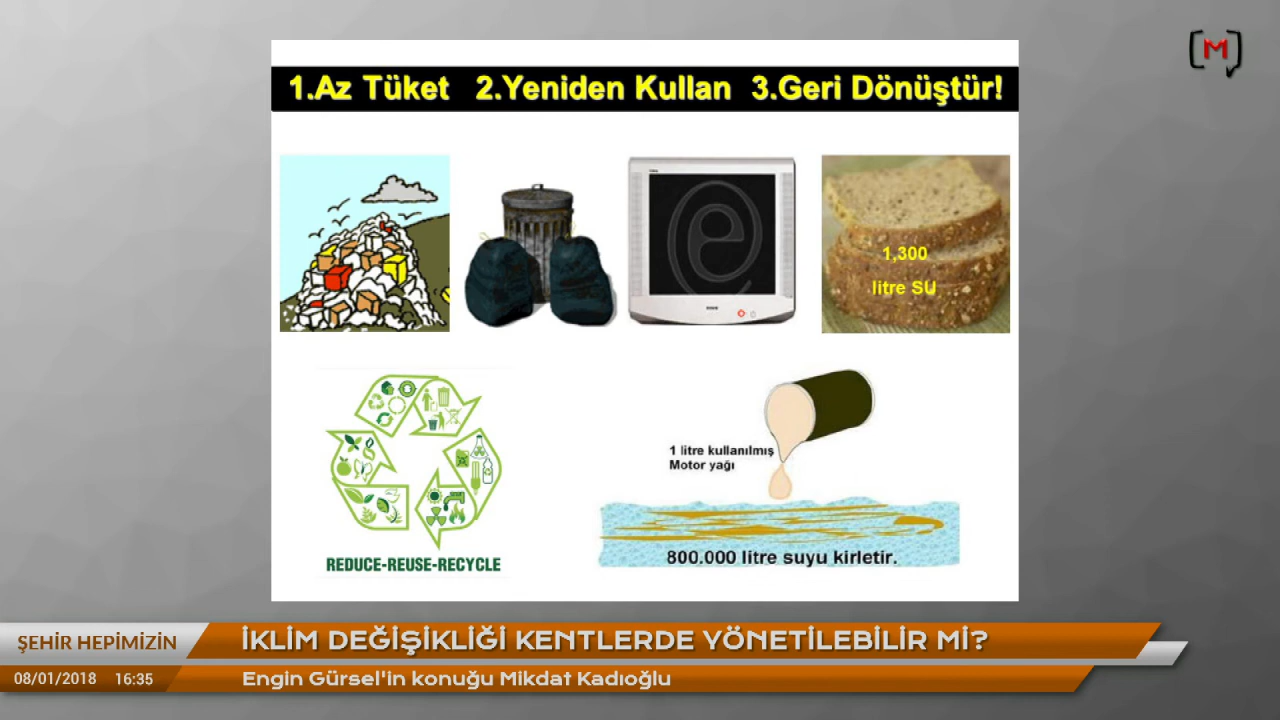 M
1.Az Tüket 2.Yeniden Kullan 3.Geri Dönüştür!
e
1,300
litre SU
1 litre kullanılmış
Motor yağı
800.000 litre suyu kirletir.
REDUCE-REUSE-RECYCLE
ŞEHİR HEPİMİZİN
İKLİM DEĞİŞİKLİĞİ KENTLERDE YÖNETİLEBİLİR Mİ?
08/01/2018 16:35
Engin Gürsel'in konuğu Mikdat Kadıoğlu